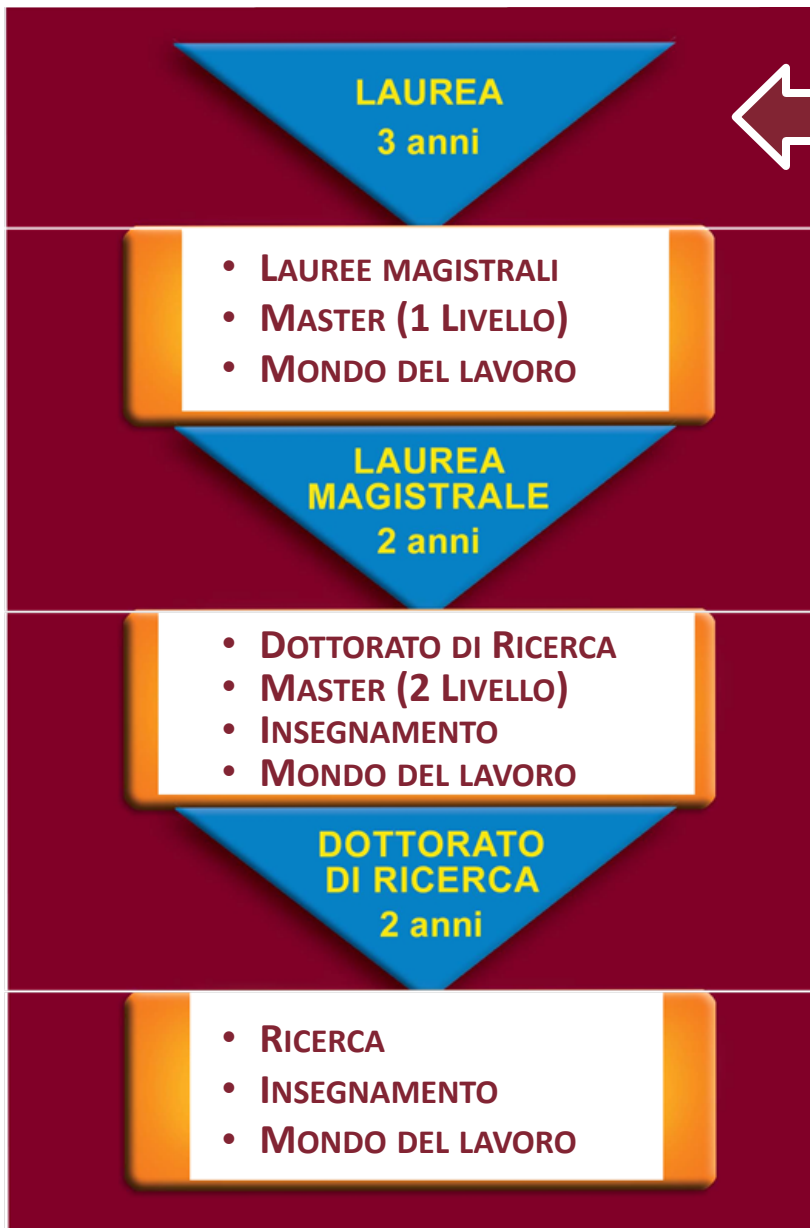 LAUREA
3 anni
• LAUREE MAGISTRALI
• MASTER (1 LIVELLO)
• MONDO DEL LAVORO
LAUREA
MAGISTRALE
2 anni
• DOTTORATO DI RICERCA
• MASTER (2 LIVELLO)
• INSEGNAMENTO
• MONDO DEL LAVORO
DOTTORATO
DI RICERCA
2 anni
• RICERCA
• INSEGNAMENTO
• MONDO DEL LAVORO